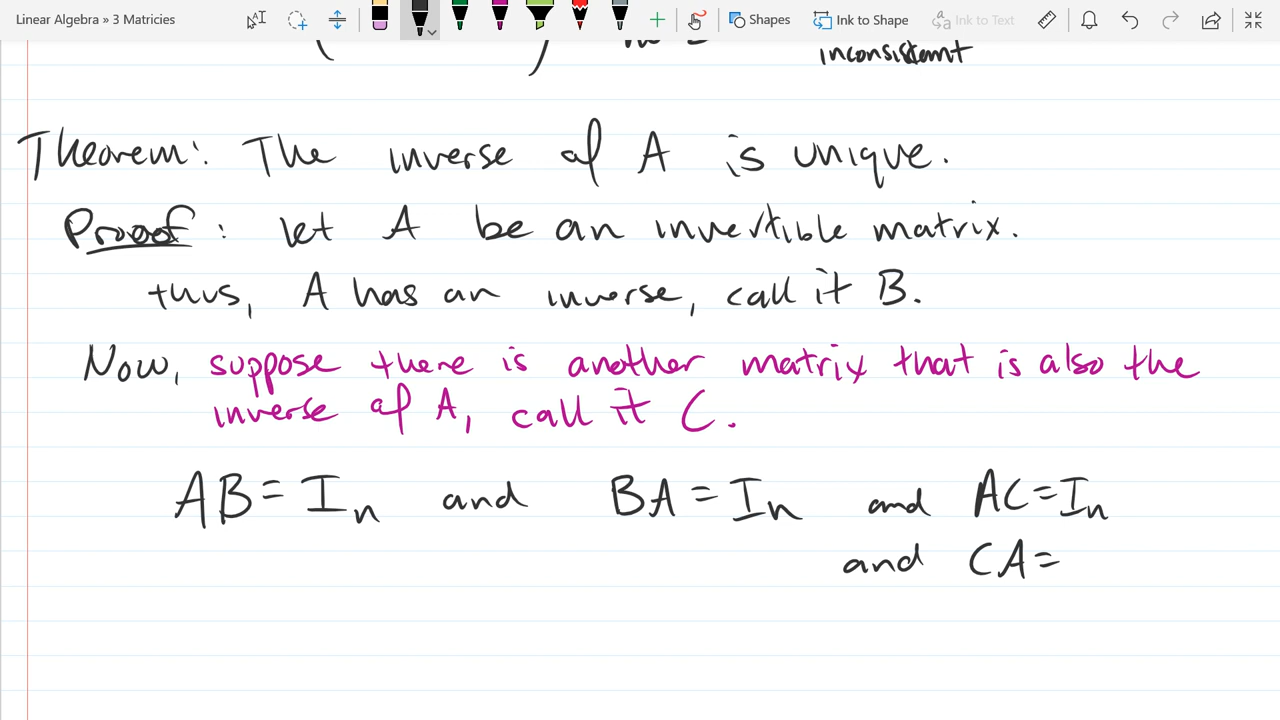 Linear Algebra » 3 Matricies
Shapes
Ink to Shape
Ink to Text
inconsistant
Theorem: The inverse of A is unique.
Proof: Let A be an invertible matrix.
thus, A has an inverse, call it B.
Now, suppose there is another matrix that is also the
inverse of A, call it C.
AB = In and BA = In and AC = In
and CA =